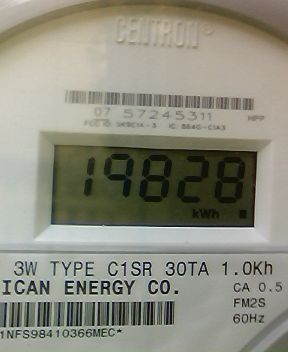 CENTRON®
07 57245311
HPP
19828
kWh
3W TYPE C1SR 30TA 1.0Kh
ICAN ENERGY CO.
CA 0.5
FM2S
60Hz
1NFS98410366MEC*